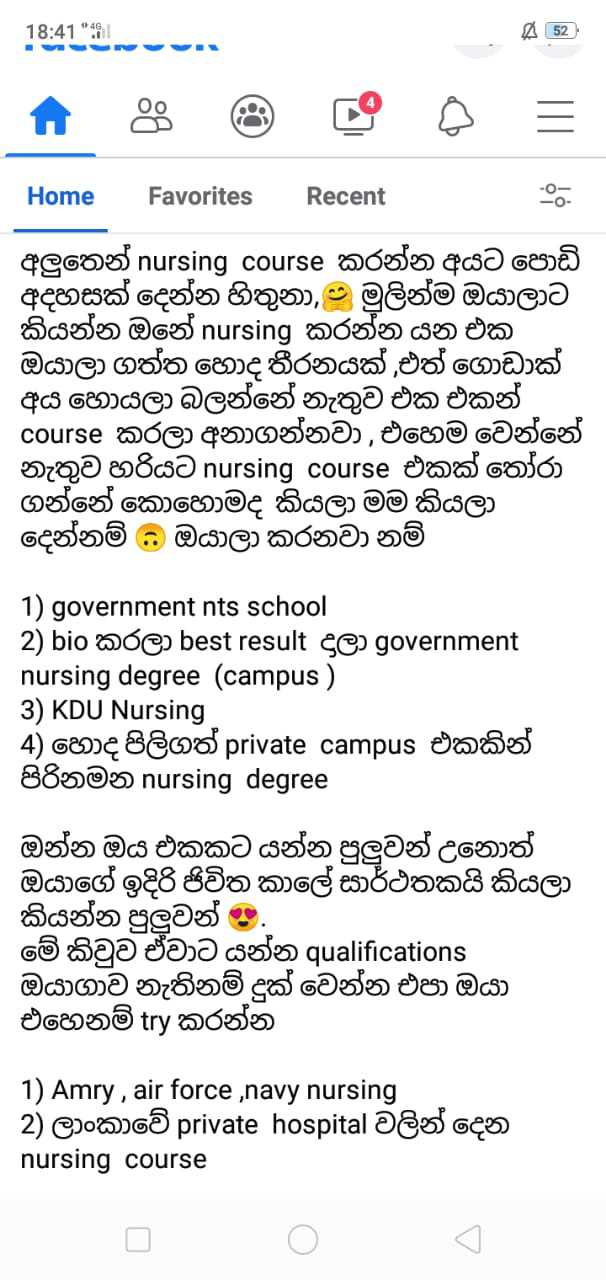 18:41 4G 52
facebook
4
Home Favorites Recent
අලුතෙන් nursing course කරන්න අයට පොඩි
අදහසක් දෙන්න හිතුනා,🤗 මුලින්ම ඔයාලාට
කියන්න ඔනේ nursing කරන්න යන එක
ඔයාලා ගත්ත හොද තීරනයක් ,එත් ගොඩාක්
අය හොයලා බලන්නේ නැතුව එක එකන්
course කරලා අනාගන්නවා , එහෙම වෙන්නේ
නැතුව හරියට nursing course එකක් තෝරා
ගන්නේ කොහොමද කියලා මම කියලා
දෙන්නම් 🙃 ඔයාලා කරනවා නම්
1) government nts school
2) bio කරලා best result දාලා government
nursing degree (campus )
3) KDU Nursing
4) හොද පිලිගත් private campus එකකින්
පිරිනමන nursing degree
ඔන්න ඔය එකකට යන්න පුලුවන් උනොත්
ඔයාගේ ඉදිරි ජිවිත කාලේ සාර්ථතකයි කියලා
කියන්න පුලුවන් 😍.
මේ කිවුව ඒවාට යන්න qualifications
ඔයාගාව නැතිනම් දුක් වෙන්න එපා ඔයා
එහෙනම් try කරන්න
1) Amry , air force ,navy nursing
2) ලාංකාවේ private hospital වලින් දෙන
nursing course